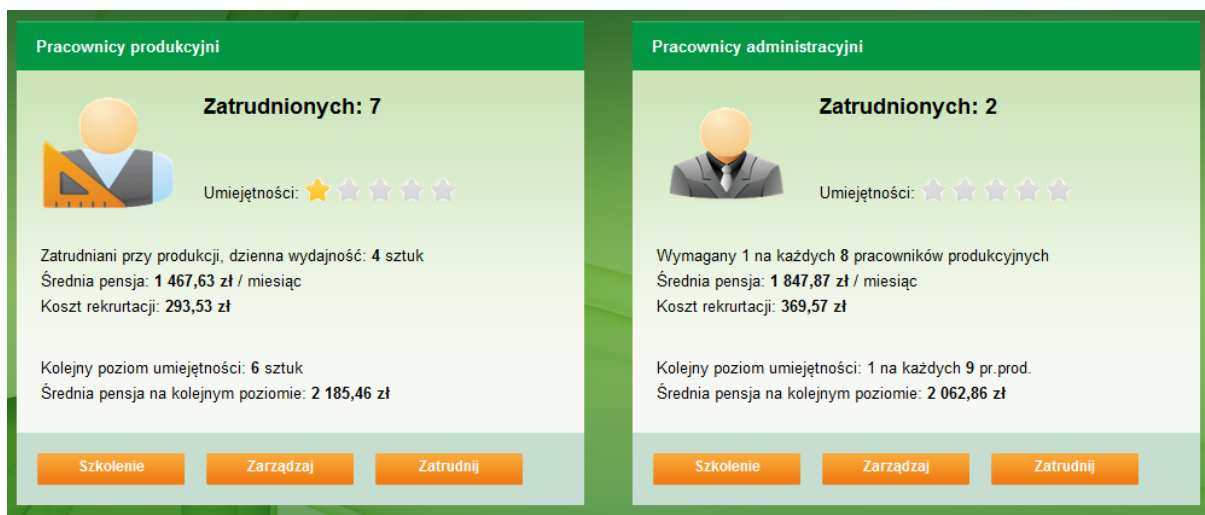 Pracownicy produkcyjni
Zatrudnionych: 7
Umiejętności:
Zatrudniani przy produkcji, dzienna wydajność: 4 sztuk
Średnia pensja: 1 467,63 zł / miesiąc
Koszt rekrurtacji: 293,53 zł
Kolejny poziom umiejętności: 6 sztuk
Średnia pensja na kolejnym poziomie: 2 185,46 zł
Szkolenie
Zarządzaj
Zatrudnij
Pracownicy administracyjni
Zatrudnionych: 2
Umiejętności:
Wymagany 1 na każdych 8 pracowników produkcyjnych
Średnia pensja: 1 847,87 zł / miesiąc
Koszt rekrurtacji: 369,57 zł
Kolejny poziom umiejętności: 1 na każdych 9 pr.prod.
Średnia pensja na kolejnym poziomie: 2 062,86 zł
Szkolenie
Zarządzaj
Zatrudnij